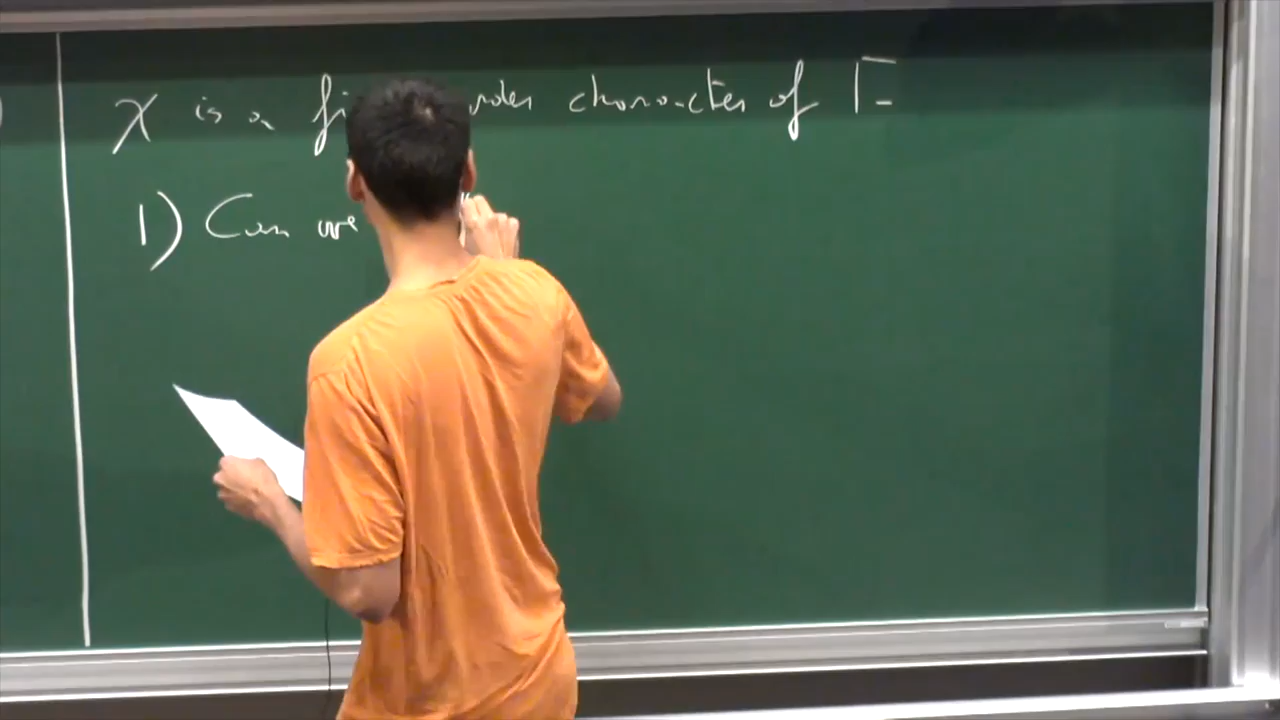 χ is a fi order character of Γ.
1) Can we